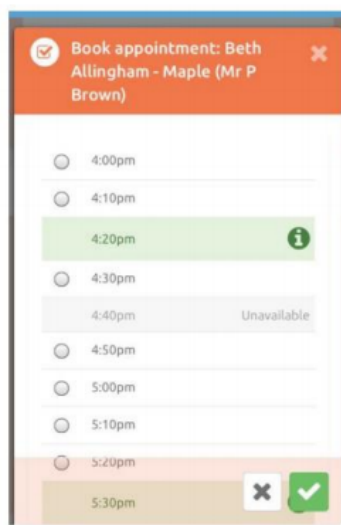 Book appointment: Beth
Allingham - Maple (Mr P
Brown)
4:00pm
4:10pm
4:20pm
4:30pm
4:40pm Unavailable
4:50pm
5:00pm
5:10pm
5:20pm
5:30pm